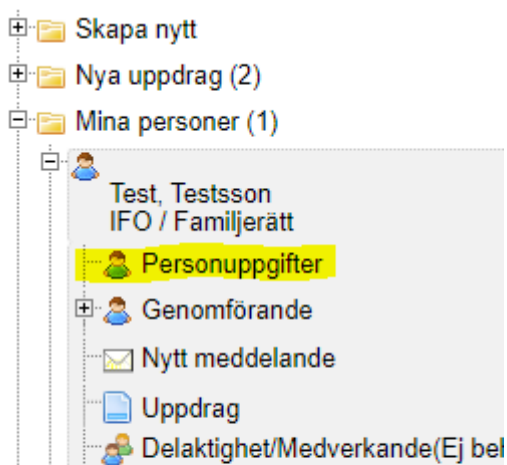 Skapa nytt
Nya uppdrag (2)
Mina personer (1)
Test, Testsson
IFO / Familjerätt
Personuppgifter
Genomförande
Nytt meddelande
Uppdrag
Delaktighet/Medverkande(Ej